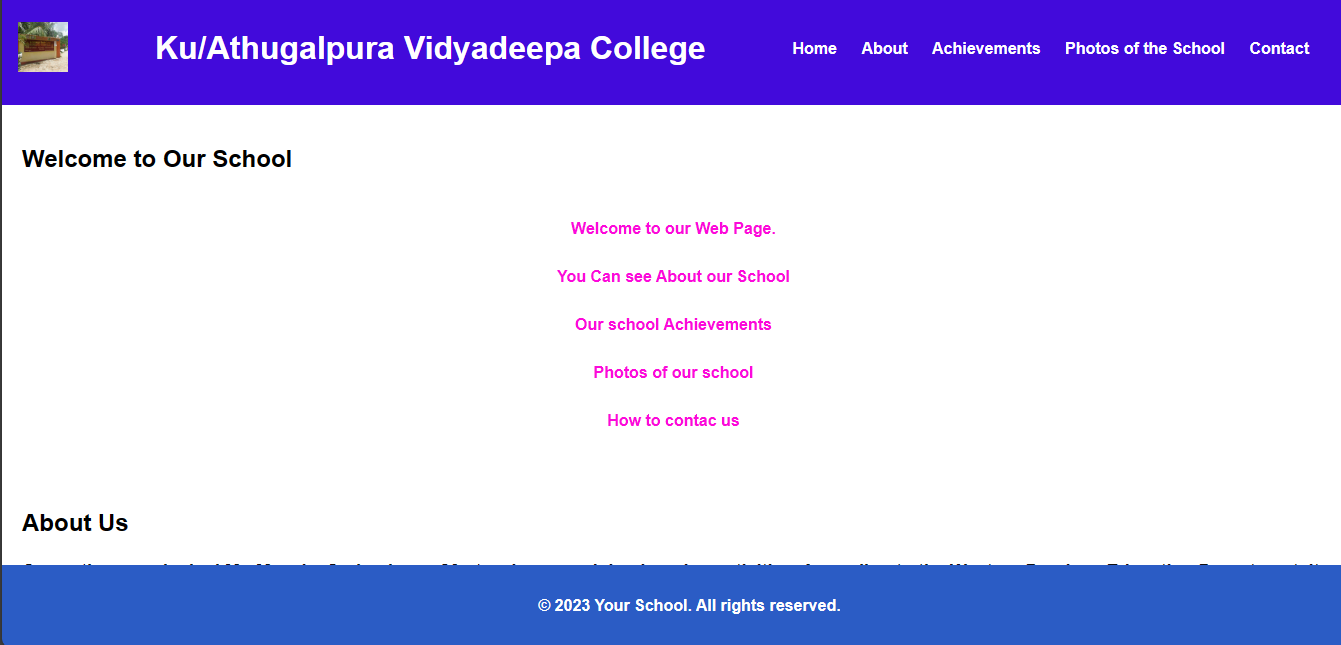 Ku/Athugalpura Vidyadeepa College
Home About Achievements Photos of the School Contact
Welcome to Our School
Welcome to our Web Page.
You Can see About our School
Our school Achievements
Photos of our school
How to contac us
About Us
© 2023 Your School. All rights reserved.